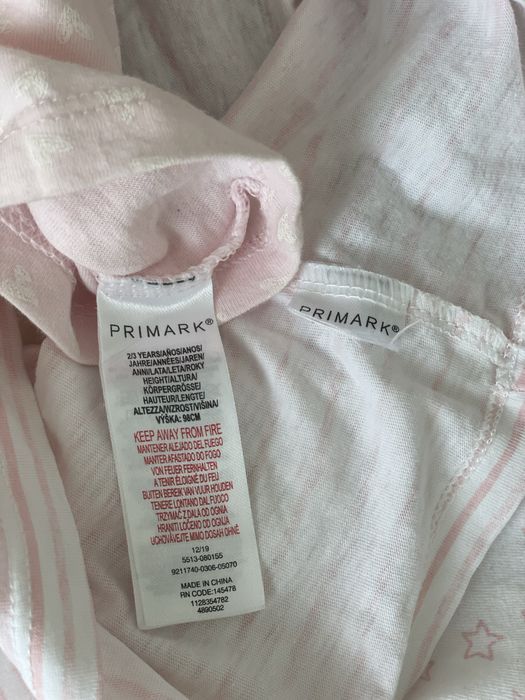 PRIMARK®
2/3 YEARS/AÑOS/ANOS/
JAHRE/ANNÉES/JAREN/
ANNI/LATA/LETA/ROKY
HEIGHT/ALTURA/
KÖRPERGRÖSSE/
HAUTEUR/LENGTE/
ALTEZZA/WZROST/VIŠINA/
VÝŠKA: 98CM
KEEP AWAY FROM FIRE
MANTENER ALEJADO DEL FUEGO
MANTER AFASTADO DO FOGO
VON FEUER FERNHALTEN
A TENIR ÉLOIGNÉ DU FEU
BUITEN BEREIK VAN VUUR HOUDEN
TENERE LONTANO DAL FUOCO
TRZYMAĆ Z DALA OD OGNIA
HRANITI LOČENO OD OGNJA
UCHOVÁVEJTE MIMO DOSAH OHNĚ
12/19
5513-080155
9211740-0306-05070
MADE IN CHINA
RN CODE:145478
1128354782
4890502
PRIMARK®